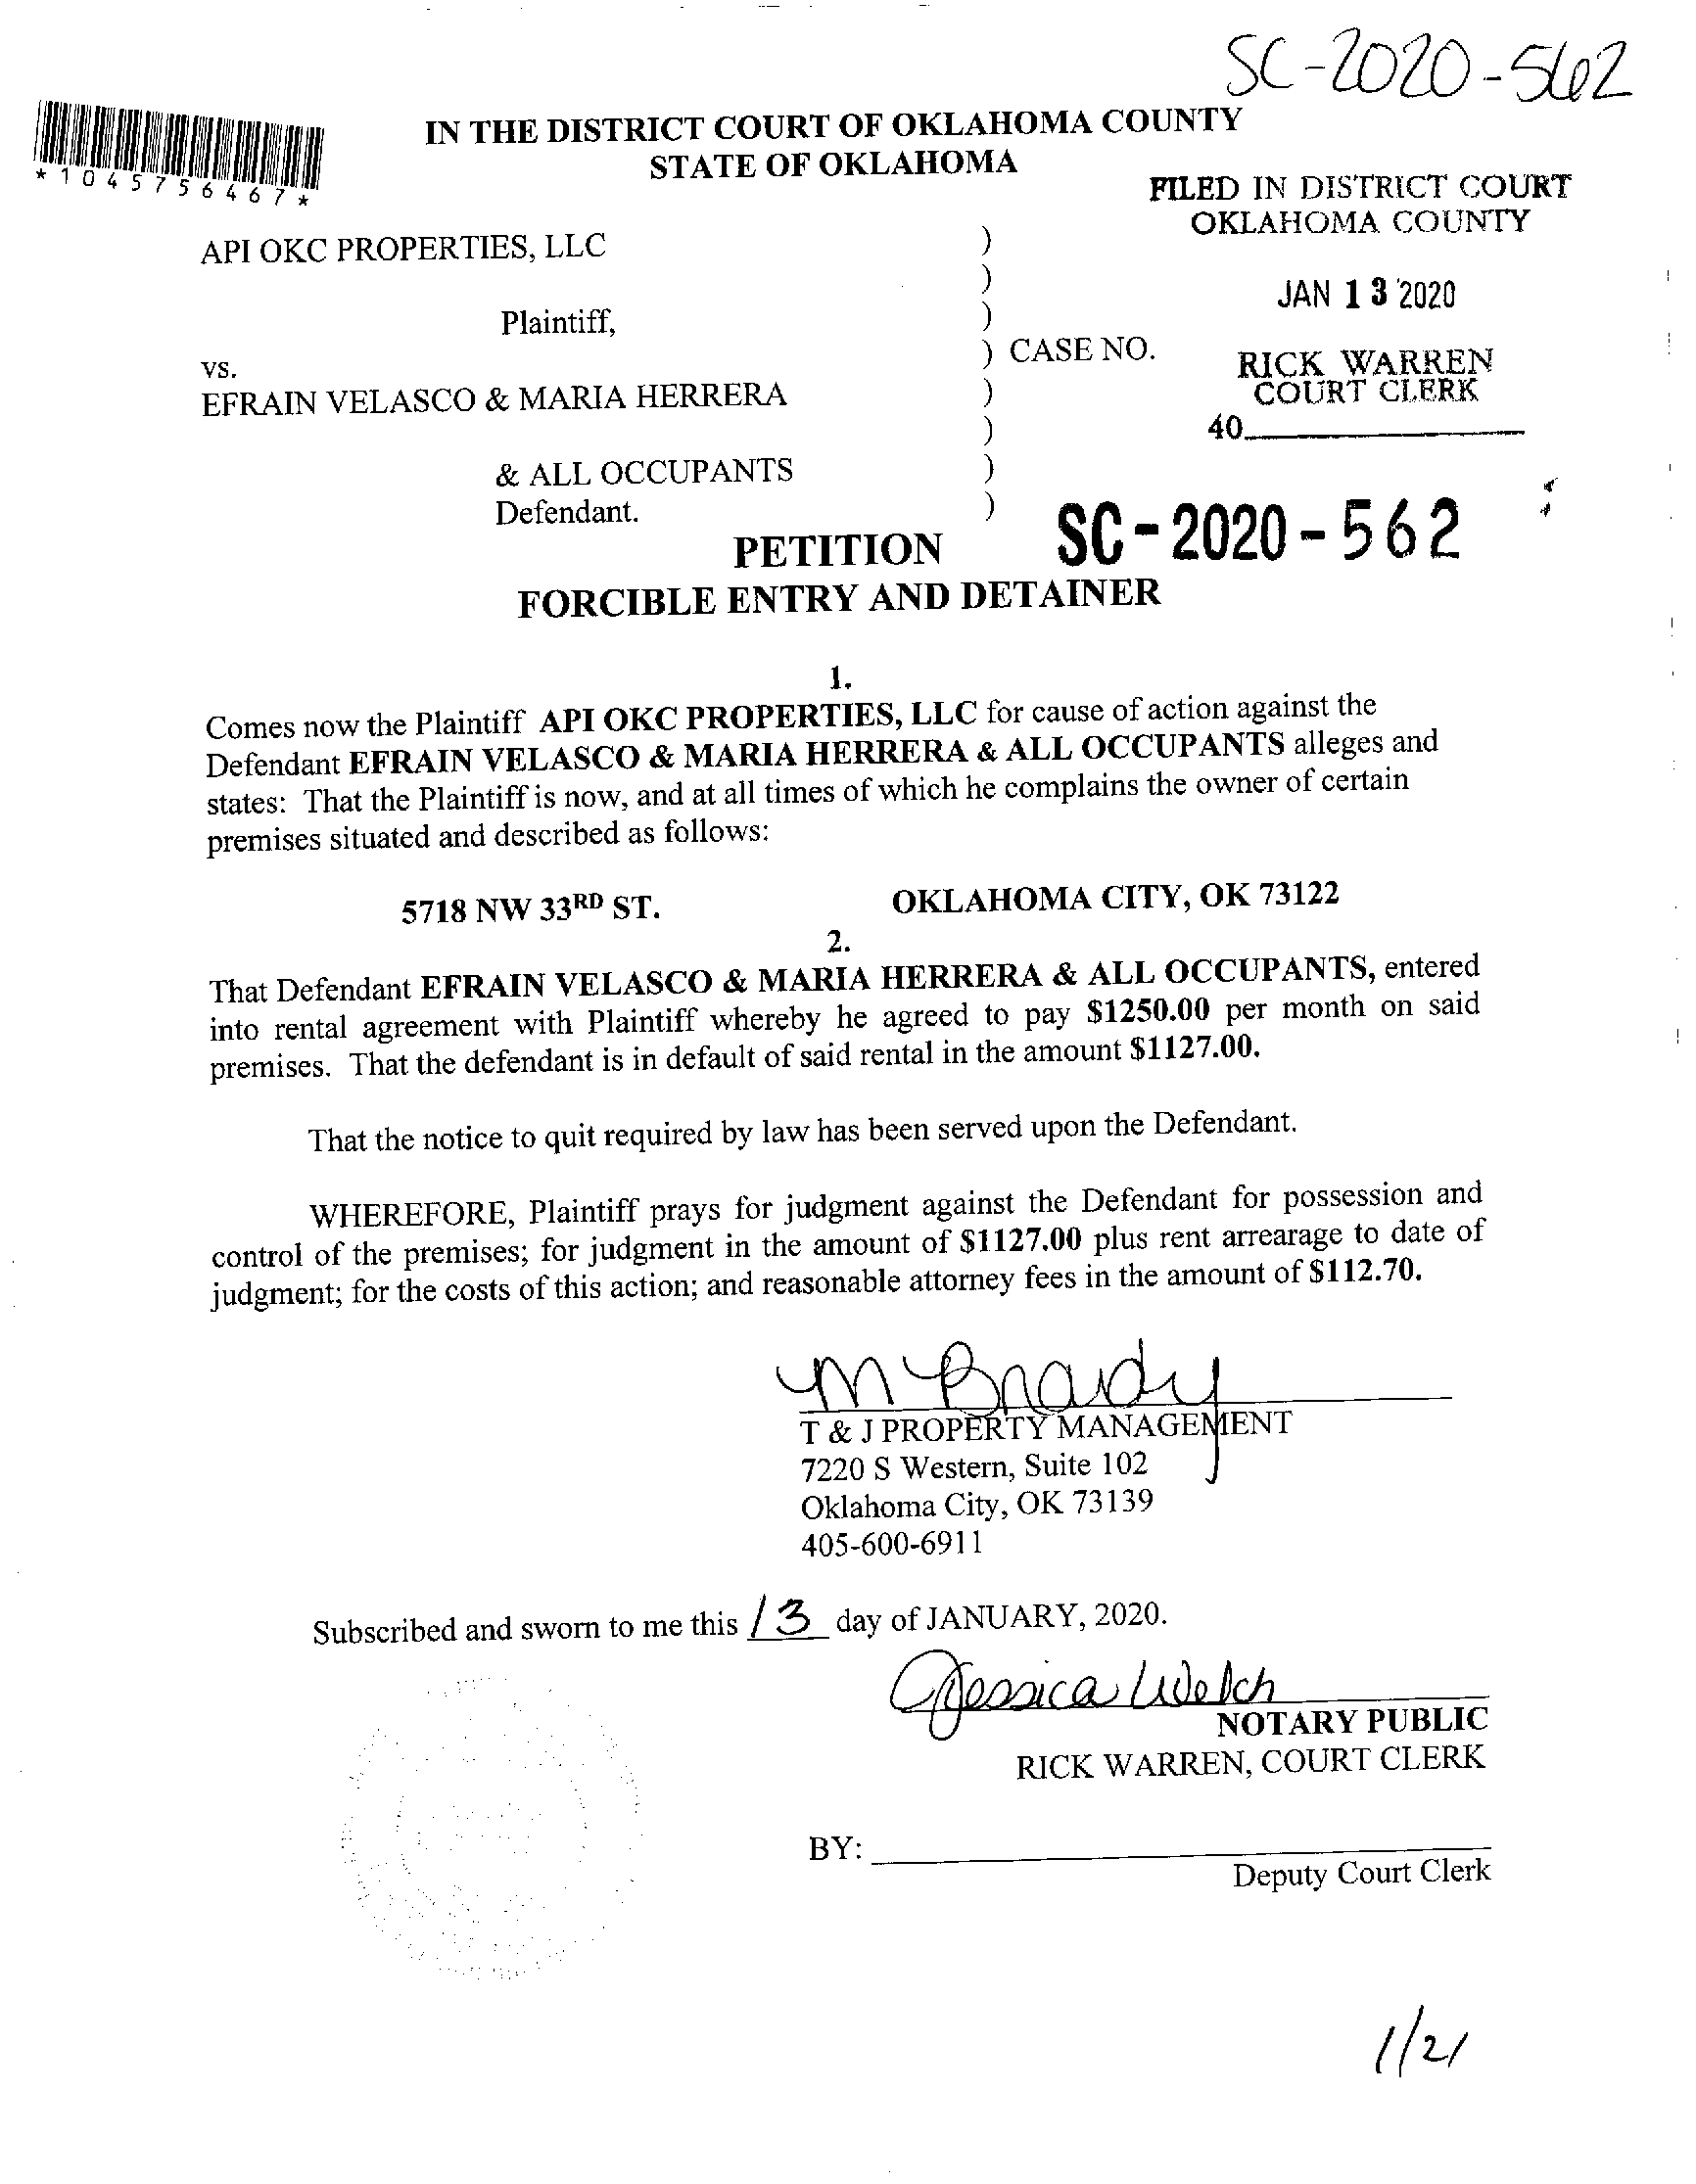 SC-2020-562
*1045756467*
IN THE DISTRICT COURT OF OKLAHOMA COUNTY
STATE OF OKLAHOMA
FILED IN DISTRICT COURT
OKLAHOMA COUNTY
JAN 13 2020
RICK WARREN
COURT CLERK
40
API OKC PROPERTIES, LLC )
)
Plaintiff, )
) CASE NO.
vs.
EFRAIN VELASCO & MARIA HERRERA )
)
& ALL OCCUPANTS )
Defendant. )
SC-2020-562
PETITION
FORCIBLE ENTRY AND DETAINER
1.
Comes now the Plaintiff API OKC PROPERTIES, LLC for cause of action against the
Defendant EFRAIN VELASCO & MARIA HERRERA & ALL OCCUPANTS alleges and
states: That the Plaintiff is now, and at all times of which he complains the owner of certain
premises situated and described as follows:
5718 NW 33RD ST. OKLAHOMA CITY, OK 73122
2.
That Defendant EFRAIN VELASCO & MARIA HERRERA & ALL OCCUPANTS, entered
into rental agreement with Plaintiff whereby he agreed to pay $1250.00 per month on said
premises. That the defendant is in default of said rental in the amount $1127.00.
That the notice to quit required by law has been served upon the Defendant.
WHEREFORE, Plaintiff prays for judgment against the Defendant for possession and
control of the premises; for judgment in the amount of $1127.00 plus rent arrearage to date of
judgment; for the costs of this action; and reasonable attorney fees in the amount of $112.70.
M Brady
T & J PROPERTY MANAGEMENT
7220 S Western, Suite 102
Oklahoma City, OK 73139
405-600-6911
Subscribed and sworn to me this 13 day of JANUARY, 2020.
Jessica Welch
NOTARY PUBLIC
RICK WARREN, COURT CLERK
BY:
Deputy Court Clerk
1/21